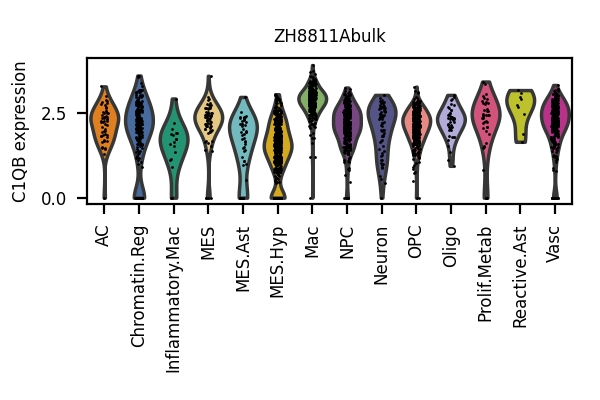 ZH8811Abulk
C1QB expression
2.5
0.0
AC
Chromatin.Reg
Inflammatory.Mac
MES
MES.Ast
MES.Hyp
Mac
NPC
Neuron
OPC
Oligo
Prolif.Metab
Reactive.Ast
Vasc